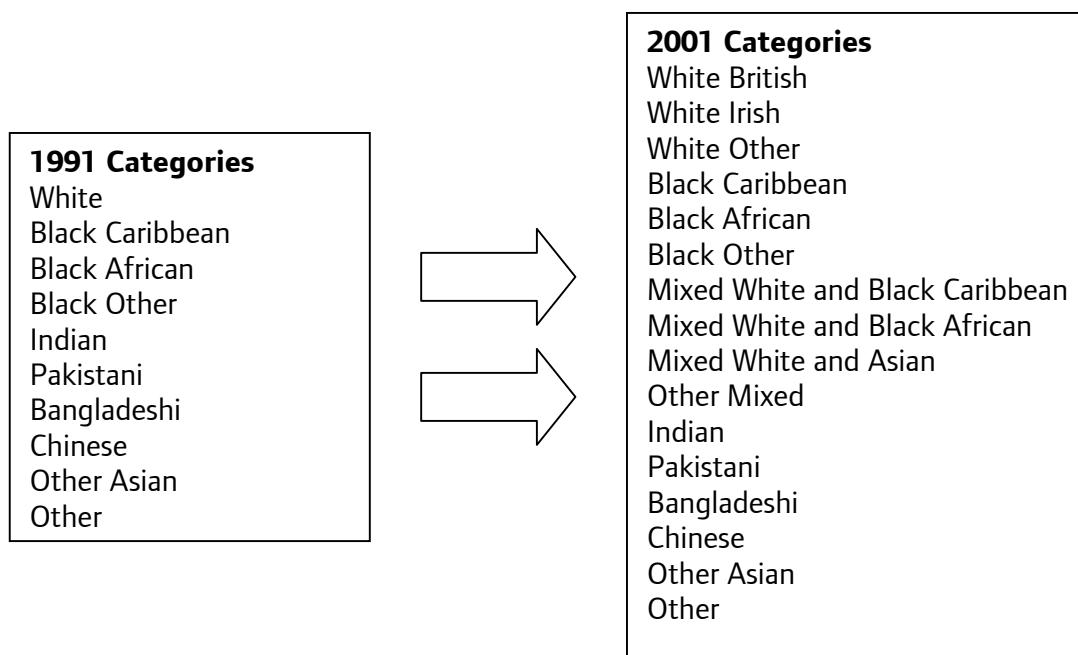 1991 Categories
White
Black Caribbean
Black African
Black Other
Indian
Pakistani
Bangladeshi
Chinese
Other Asian
Other
2001 Categories
White British
White Irish
White Other
Black Caribbean
Black African
Black Other
Mixed White and Black Caribbean
Mixed White and Black African
Mixed White and Asian
Other Mixed
Indian
Pakistani
Bangladeshi
Chinese
Other Asian
Other